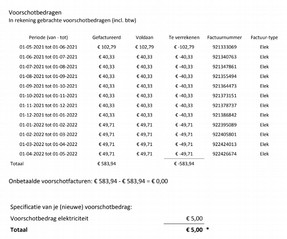 Voorschotbedragen
In rekening gebrachte voorschotbedragen (incl. btw)
Periode (van - tot) Gefactureerd Voldaan Te verrekenen Factuurnummer Factuur-type
01-05-2021 tot 01-06-2021 € 102,79 € 102,79 € -102,79 921333069 Elek
01-06-2021 tot 01-07-2021 € 40,33 € 40,33 € -40,33 921340763 Elek
01-07-2021 tot 01-08-2021 € 40,33 € 40,33 € -40,33 921347861 Elek
01-08-2021 tot 01-09-2021 € 40,33 € 40,33 € -40,33 921355494 Elek
01-09-2021 tot 01-10-2021 € 40,33 € 40,33 € -40,33 921364473 Elek
01-10-2021 tot 01-11-2021 € 40,33 € 40,33 € -40,33 921373151 Elek
01-11-2021 tot 01-12-2021 € 40,33 € 40,33 € -40,33 921378737 Elek
01-12-2021 tot 01-01-2022 € 40,33 € 40,33 € -40,33 921386842 Elek
01-01-2022 tot 01-02-2022 € 49,71 € 49,71 € -49,71 922395089 Elek
01-02-2022 tot 01-03-2022 € 49,71 € 49,71 € -49,71 922405801 Elek
01-03-2022 tot 01-04-2022 € 49,71 € 49,71 € -49,71 922424013 Elek
01-04-2022 tot 01-05-2022 € 49,71 € 49,71 € -49,71 922426674 Elek
Totaal € 583,94 € -583,94
Onbetaalde voorschotfacturen: € 583,94 - € 583,94 = € 0,00
Specificatie van je (nieuwe) voorschotbedrag:
Voorschotbedrag elektriciteit € 5,00
Totaal € 5,00 *